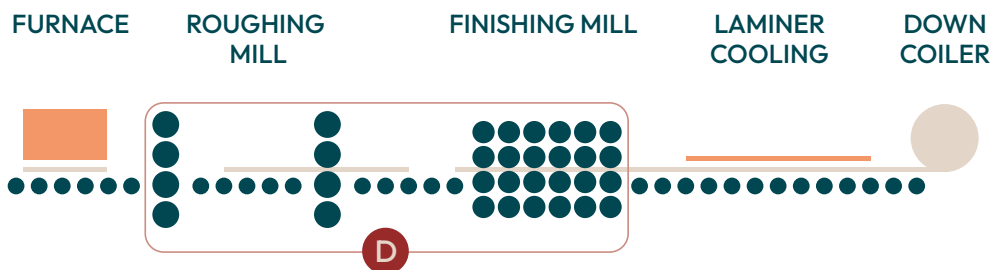 FURNACE
ROUGHING
MILL
FINISHING MILL
LAMINER
COOLING
DOWN
COILER
D